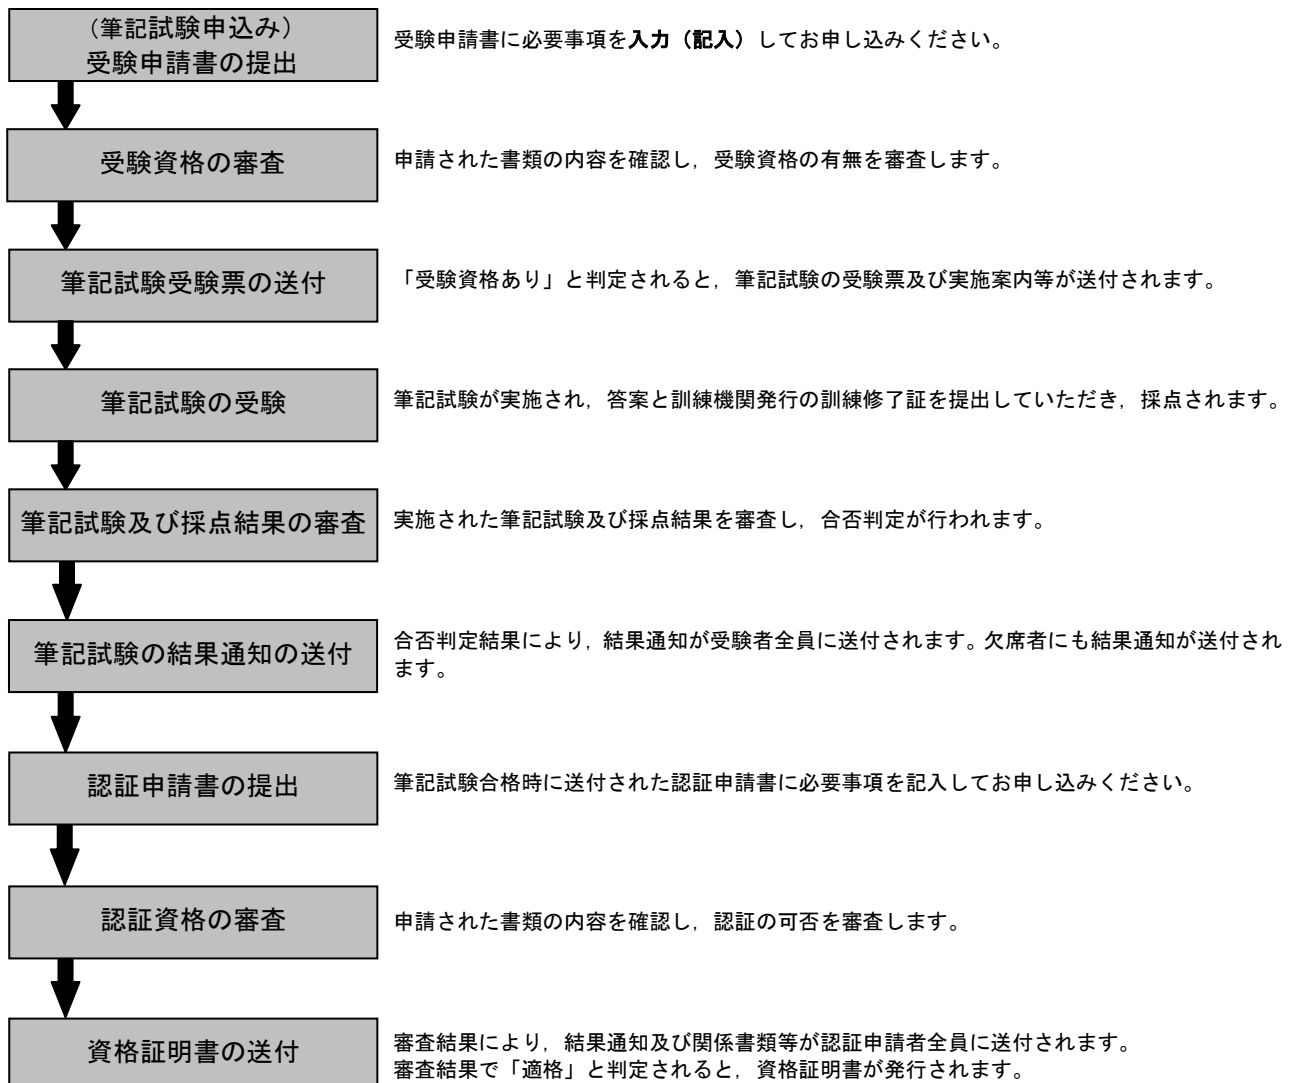 （筆記試験申込み）
受験申請書の提出
受験申請書に必要事項を入力（記入）してお申し込みください。
受験資格の審査
申請された書類の内容を確認し，受験資格の有無を審査します。
筆記試験受験票の送付
「受験資格あり」と判定されると，筆記試験の受験票及び実施案内等が送付されます。
筆記試験の受験
筆記試験が実施され，答案と訓練機関発行の訓練修了証を提出していただき，採点されます。
筆記試験及び採点結果の審査
実施された筆記試験及び採点結果を審査し，合否判定が行われます。
筆記試験の結果通知の送付
合否判定結果により，結果通知が受験者全員に送付されます。欠席者にも結果通知が送付され
ます。
認証申請書の提出
筆記試験合格時に送付された認証申請書に必要事項を記入してお申し込みください。
認証資格の審査
申請された書類の内容を確認し，認証の可否を審査します。
資格証明書の送付
審査結果により，結果通知及び関係書類等が認証申請者全員に送付されます。
審査結果で「適格」と判定されると，資格証明書が発行されます。